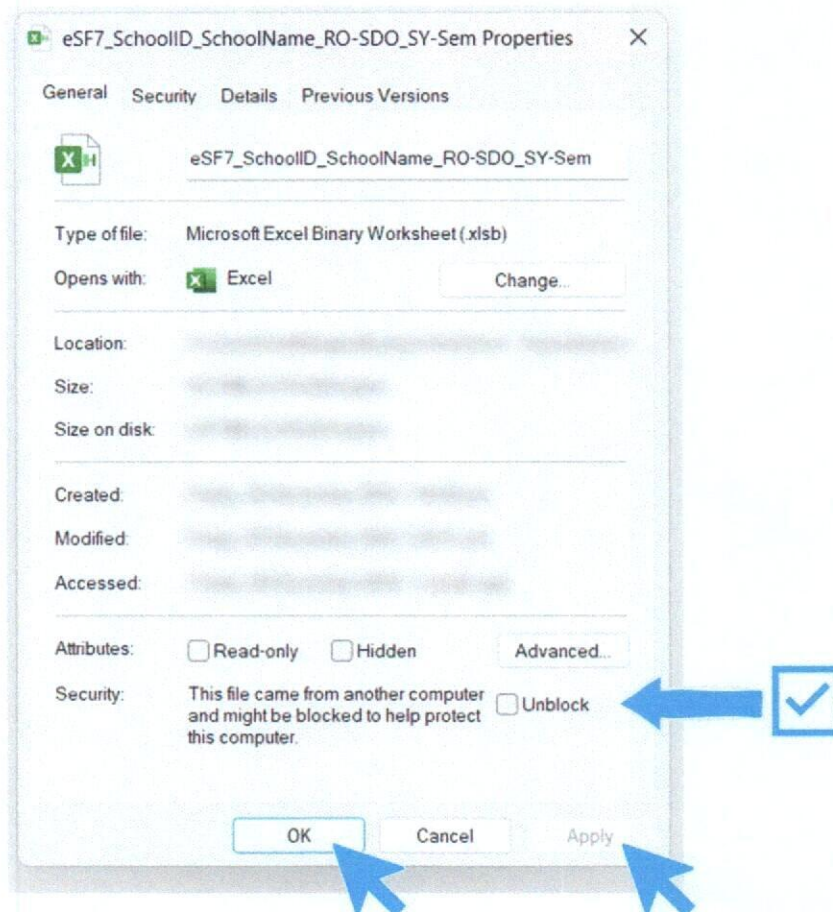 eSF7_SchoolID_SchoolName_RO-SDO_SY-Sem Properties
General Security Details Previous Versions
eSF7_SchoolID_SchoolName_RO-SDO_SY-Sem
Type of file: Microsoft Excel Binary Worksheet (.xlsb)
Opens with: Excel Change...
Location:
Size:
Size on disk:
Created:
Modified:
Accessed:
Attributes: Read-only Hidden Advanced...
Security: This file came from another computer Unblock
and might be blocked to help protect
this computer.
OK Cancel Apply